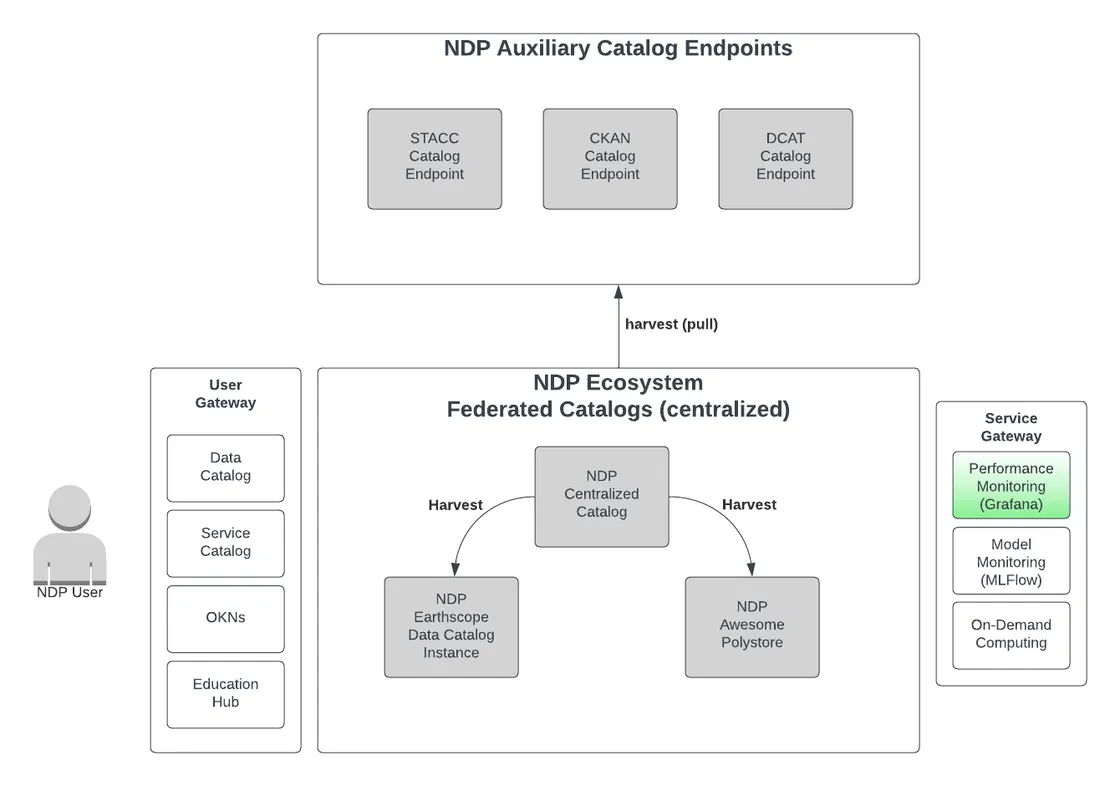 NDP Auxiliary Catalog Endpoints
STACC
Catalog
Endpoint
CKAN
Catalog
Endpoint
DCAT
Catalog
Endpoint
harvest (pull)
User
Gateway
Data
Catalog
Service
Catalog
OKNs
Education
Hub
NDP User
NDP Ecosystem
Federated Catalogs (centralized)
NDP
Centralized
Catalog
Harvest
Harvest
NDP
Earthscope
Data Catalog
Instance
NDP
Awesome
Polystore
Service
Gateway
Performance
Monitoring
(Grafana)
Model
Monitoring
(MLFlow)
On-Demand
Computing